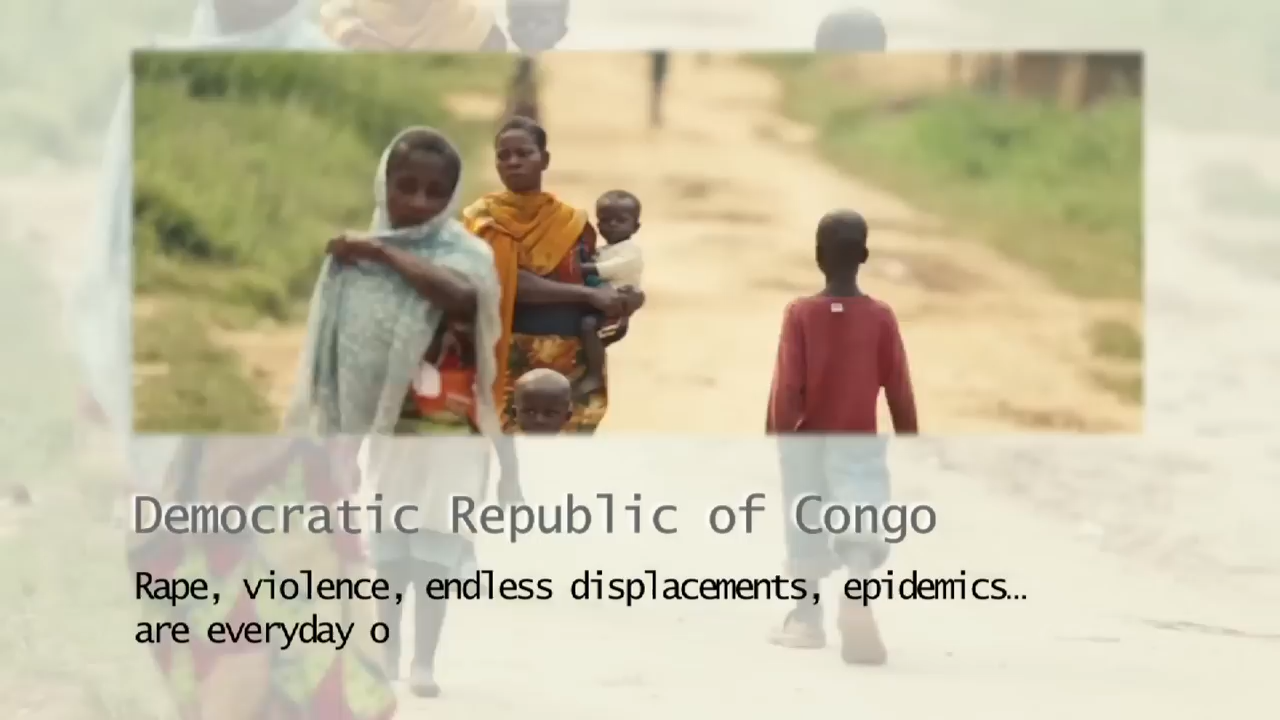 Democratic Republic of Congo
Rape, violence, endless displacements, epidemics…
are everyday o